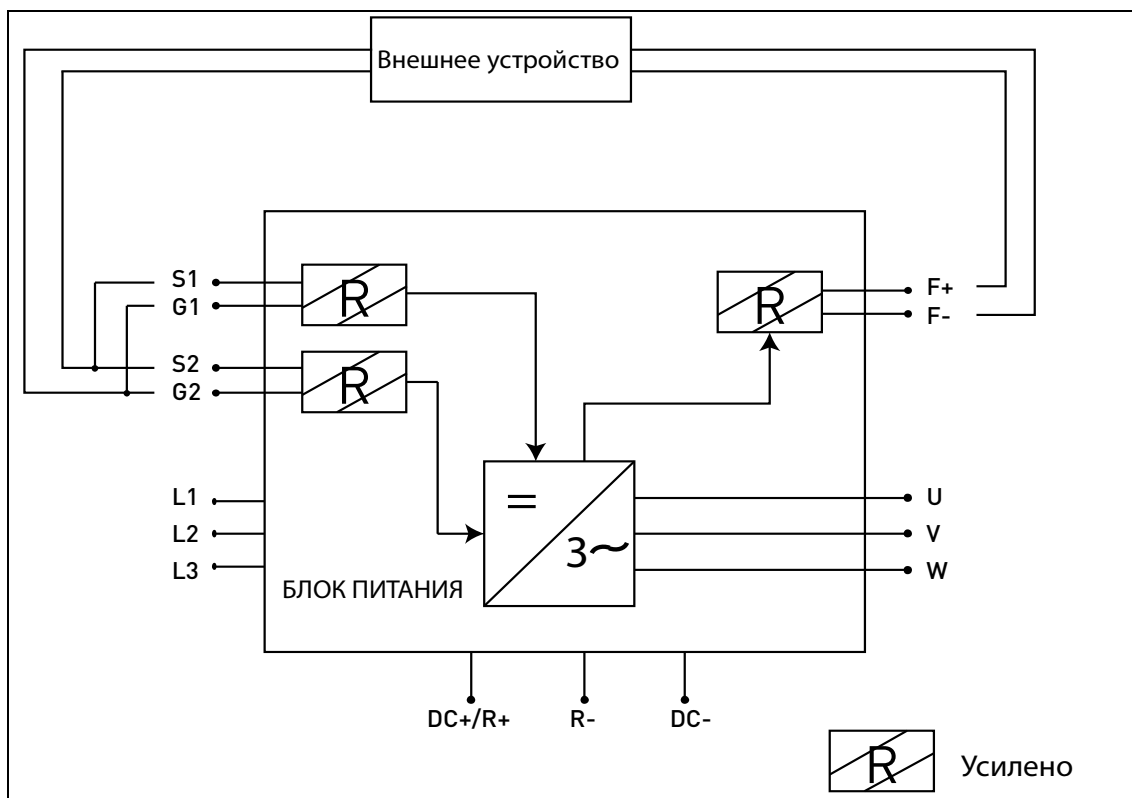 Внешнее устройство
S1
G1
S2
G2
R
R
R
F+
F-
L1
L2
L3
=
3~
U
V
W
БЛОК ПИТАНИЯ
DC+/R+
R-
DC-
R
Усилено